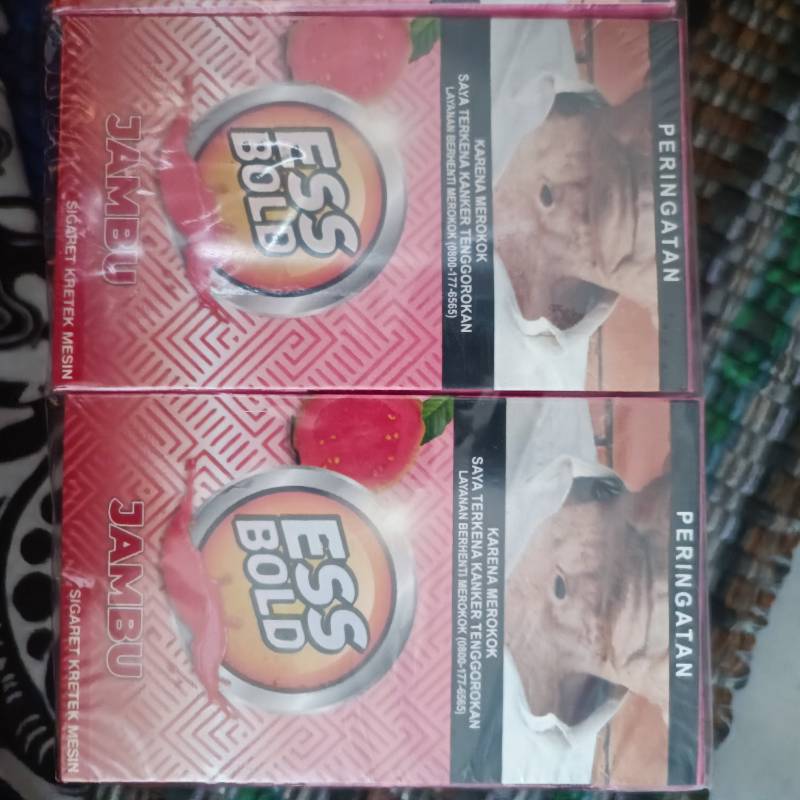 PERINGATAN
KARENA MEROKOK
SAYA TERKENA KANKER TENGGOROKAN
LAYANAN BERHENTI MEROKOK (0800-177-6565)
ESS
BOLD
JAMBU
SIGARET KRETEK MESIN
PERINGATAN
KARENA MEROKOK
SAYA TERKENA KANKER TENGGOROKAN
LAYANAN BERHENTI MEROKOK (0800-177-6565)
ESS
BOLD
JAMBU
SIGARET KRETEK MESIN